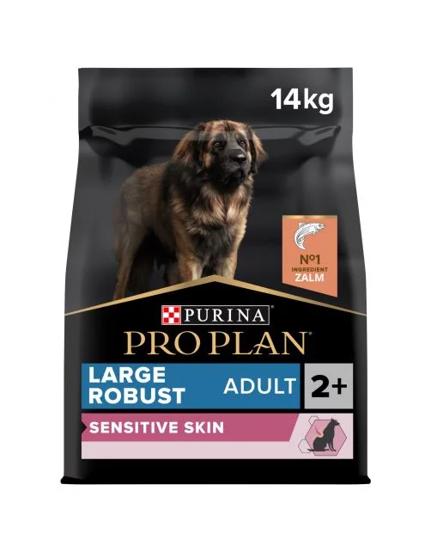 14kg
Nº1
INGREDIENT
ZALM
PURINA
PRO PLAN
LARGE
ROBUST
ADULT
2+
SENSITIVE SKIN